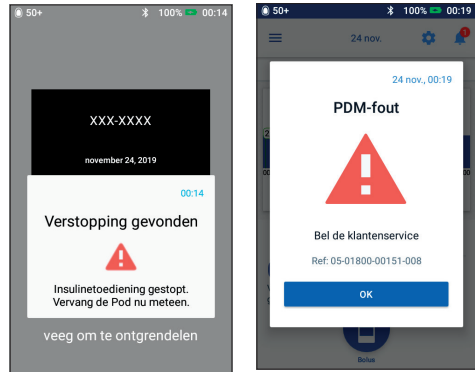 50+ 100% 00:14
XXX-XXXX
november 24, 2019
00:14
Verstopping gevonden
Insulinetoediening gestopt.
Vervang de Pod nu meteen.
veeg om te ontgrendelen
50+ 100% 00:19
24 nov.
1
24 nov., 00:19
PDM-fout
Bel de klantenservice
Ref: 05-01800-00151-008
OK
Bolus